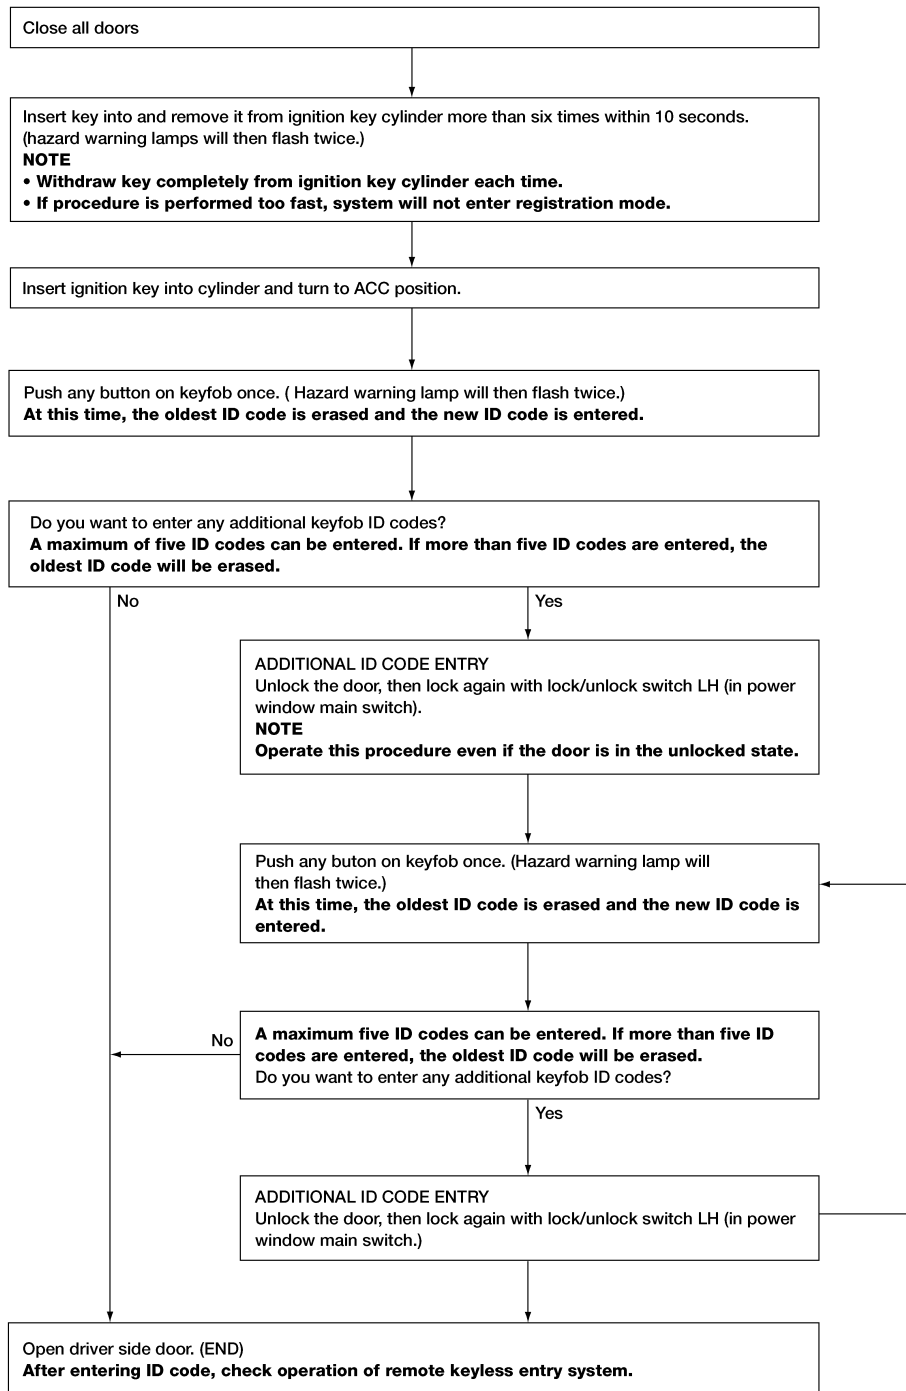 Close all doors
Insert key into and remove it from ignition key cylinder more than six times within 10 seconds.
(hazard warning lamps will then flash twice.)
NOTE
• Withdraw key completely from ignition key cylinder each time.
• If procedure is performed too fast, system will not enter registration mode.
Insert ignition key into cylinder and turn to ACC position.
Push any button on keyfob once. ( Hazard warning lamp will then flash twice.)
At this time, the oldest ID code is erased and the new ID code is entered.
Do you want to enter any additional keyfob ID codes?
A maximum of five ID codes can be entered. If more than five ID codes are entered, the
oldest ID code will be erased.
No
Yes
ADDITIONAL ID CODE ENTRY
Unlock the door, then lock again with lock/unlock switch LH (in power
window main switch).
NOTE
Operate this procedure even if the door is in the unlocked state.
Push any buton on keyfob once. (Hazard warning lamp will
then flash twice.)
At this time, the oldest ID code is erased and the new ID code is
entered.
No
A maximum five ID codes can be entered. If more than five ID
codes are entered, the oldest ID code will be erased.
Do you want to enter any additional keyfob ID codes?
Yes
ADDITIONAL ID CODE ENTRY
Unlock the door, then lock again with lock/unlock switch LH (in power
window main switch.)
Open driver side door. (END)
After entering ID code, check operation of remote keyless entry system.